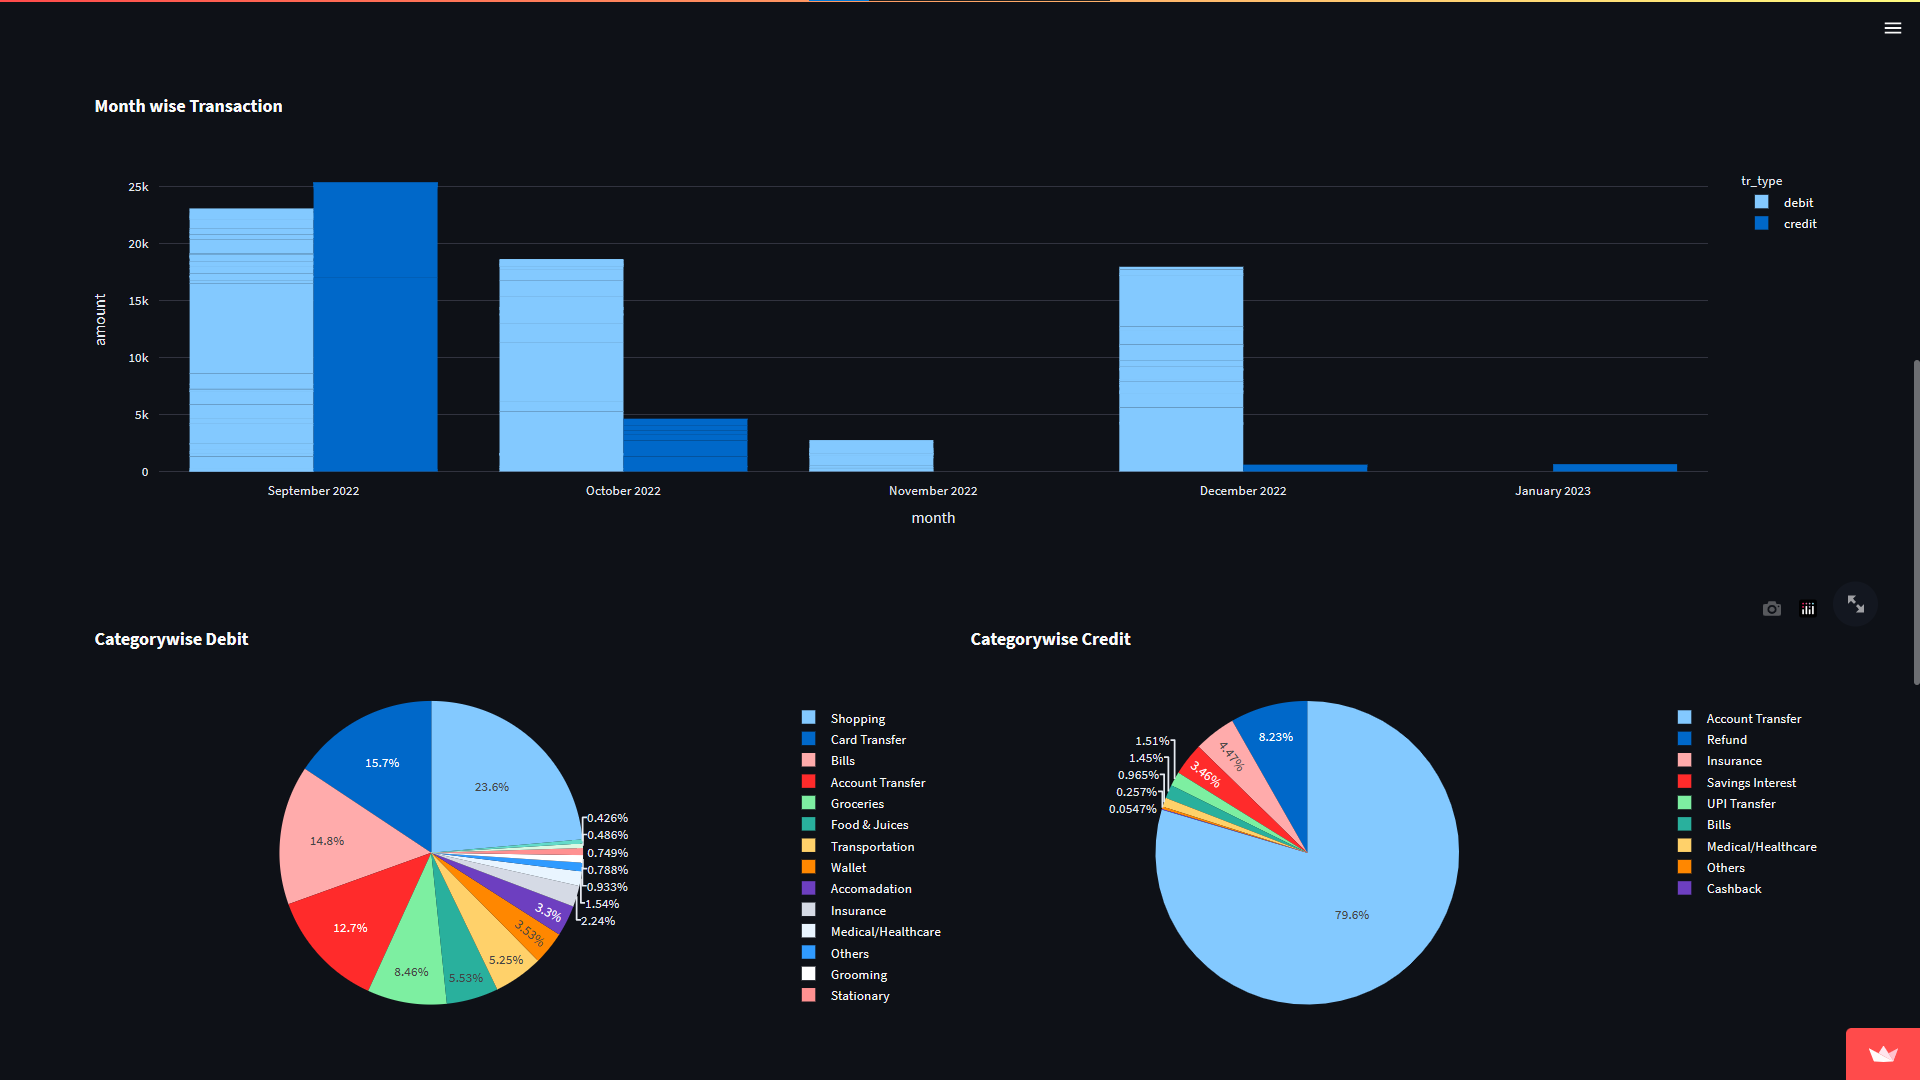 Month wise Transaction
25k
20k
15k
10k
5k
0
amount
September 2022
October 2022
November 2022
December 2022
January 2023
month
tr_type
debit
credit
Categorywise Debit
23.6%
15.7%
14.8%
12.7%
8.46%
5.53%
5.25%
3.53%
3.3%
0.426%
0.486%
0.749%
0.788%
0.933%
1.54%
2.24%
Shopping
Card Transfer
Bills
Account Transfer
Groceries
Food & Juices
Transportation
Wallet
Accomadation
Insurance
Medical/Healthcare
Others
Grooming
Stationary
Categorywise Credit
1.51%
1.45%
0.965%
0.257%
0.0547%
3.46%
4.47%
8.23%
79.6%
Account Transfer
Refund
Insurance
Savings Interest
UPI Transfer
Bills
Medical/Healthcare
Others
Cashback